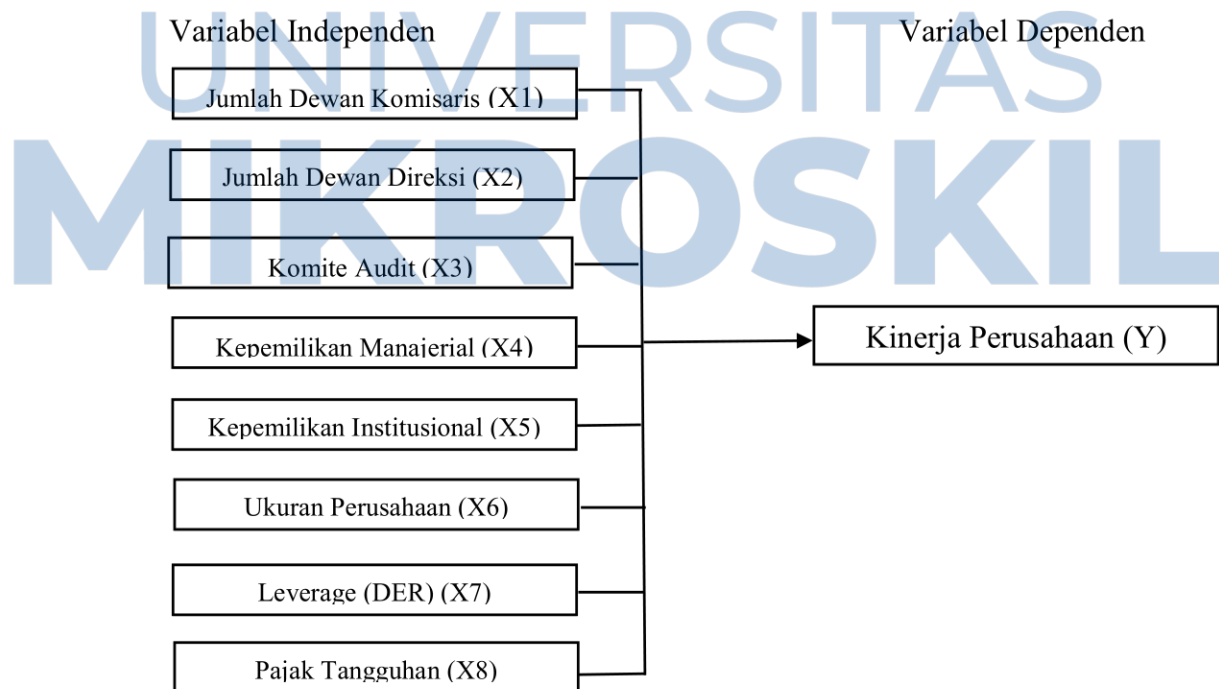 UNIVERSITAS
MIKROSKIL
Variabel Independen
Variabel Dependen
Jumlah Dewan Komisaris (X1)
Jumlah Dewan Direksi (X2)
Komite Audit (X3)
Kepemilikan Manajerial (X4)
Kepemilikan Institusional (X5)
Ukuran Perusahaan (X6)
Leverage (DER) (X7)
Pajak Tangguhan (X8)
Kinerja Perusahaan (Y)